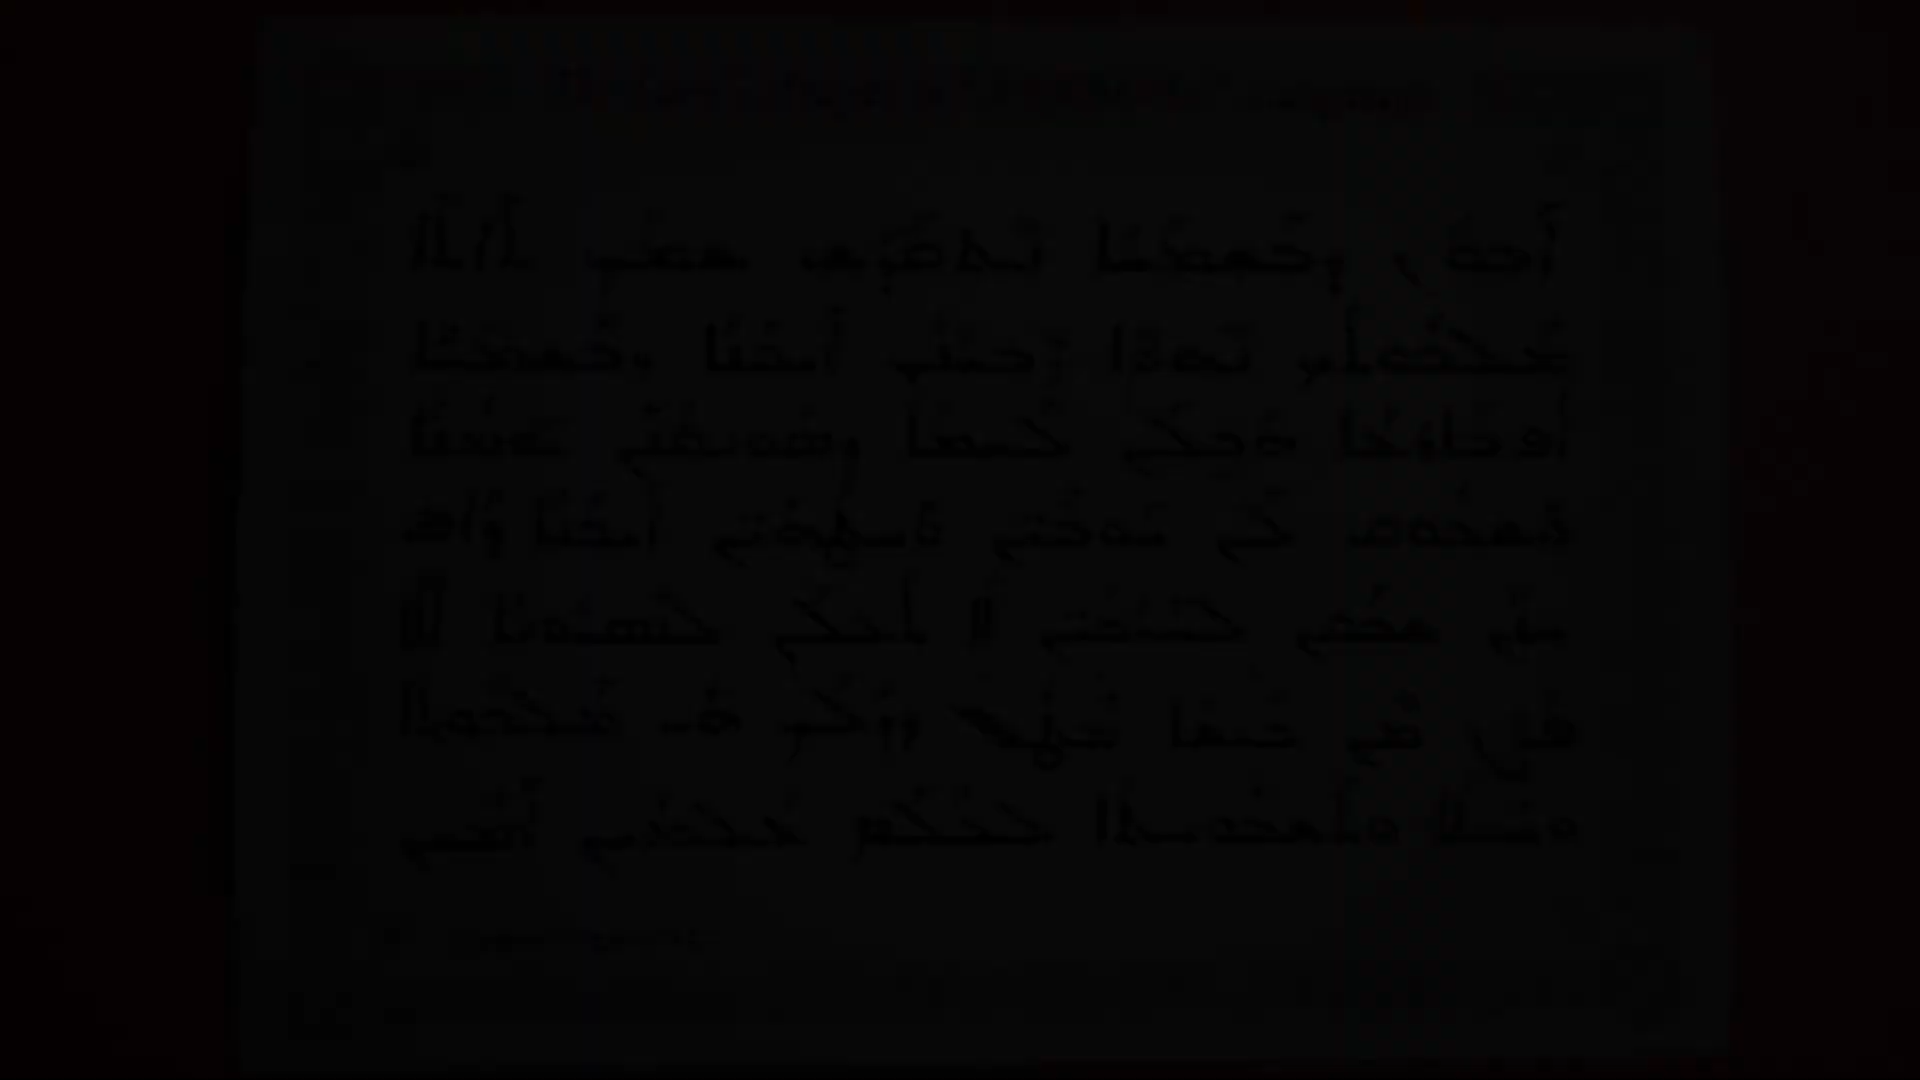 ܐܒܘܢ ܕܒܫܡܝܐ ܢܬܩܕܫ ܫܡܟ ܬܐܬܐ
ܡܠܟܘܬܟ ܢܗܘܐ ܨܒܝܢܟ ܐܝܟܢܐ ܕܒܫܡܝܐ
ܐܦ ܒܐܪܥܐ ܗܒ ܠܢ ܠܚܡܐ ܕܣܘܢܩܢܢ ܝܘܡܢܐ
ܘܫܒܘܩ ܠܢ ܚܘܒܝܢ ܘܚܛܗܝܢ ܐܝܟܢܐ ܕܐܦ
ܚܢܢ ܫܒܩܢ ܠܚܝܒܝܢ ܠܐ ܬܥܠܢ ܠܢܣܝܘܢܐ ܐܠܐ
ܦܨܢ ܡܢ ܒܝܫܐ ܡܛܠ ܕܕܝܠܟ ܗܝ ܡܠܟܘܬܐ
ܘܚܝܠܐ ܘܬܫܒܘܚܬܐ ܠܥܠܡ ܥܠܡܝܢ ܐܡܝܢ